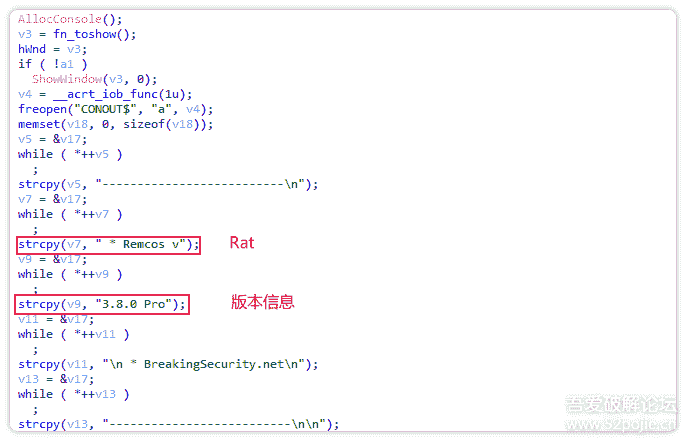 AllocConsole();
v3 = fn_toshow();
hWnd = v3;
if ( !a1 )
ShowWindow(v3, 0);
v4 = __acrt_iob_func(1u);
freopen("CONOUT$", "a", v4);
memset(v18, 0, sizeof(v18));
v5 = &v17;
while ( *++v5 )
;
strcpy(v5, "--------------------------\n");
v7 = &v17;
while ( *++v7 )
;
strcpy(v7, " * Remcos v"); Rat
v9 = &v17;
while ( *++v9 )
;
strcpy(v9, "3.8.0 Pro"); 版本信息
v11 = &v17;
while ( *++v11 )
;
strcpy(v11, "\n * BreakingSecurity.net\n");
v13 = &v17;
while ( *++v13 )
;
strcpy(v13, "--------------------------\n\n");
吾爱破解论坛
www.52pojie.cn